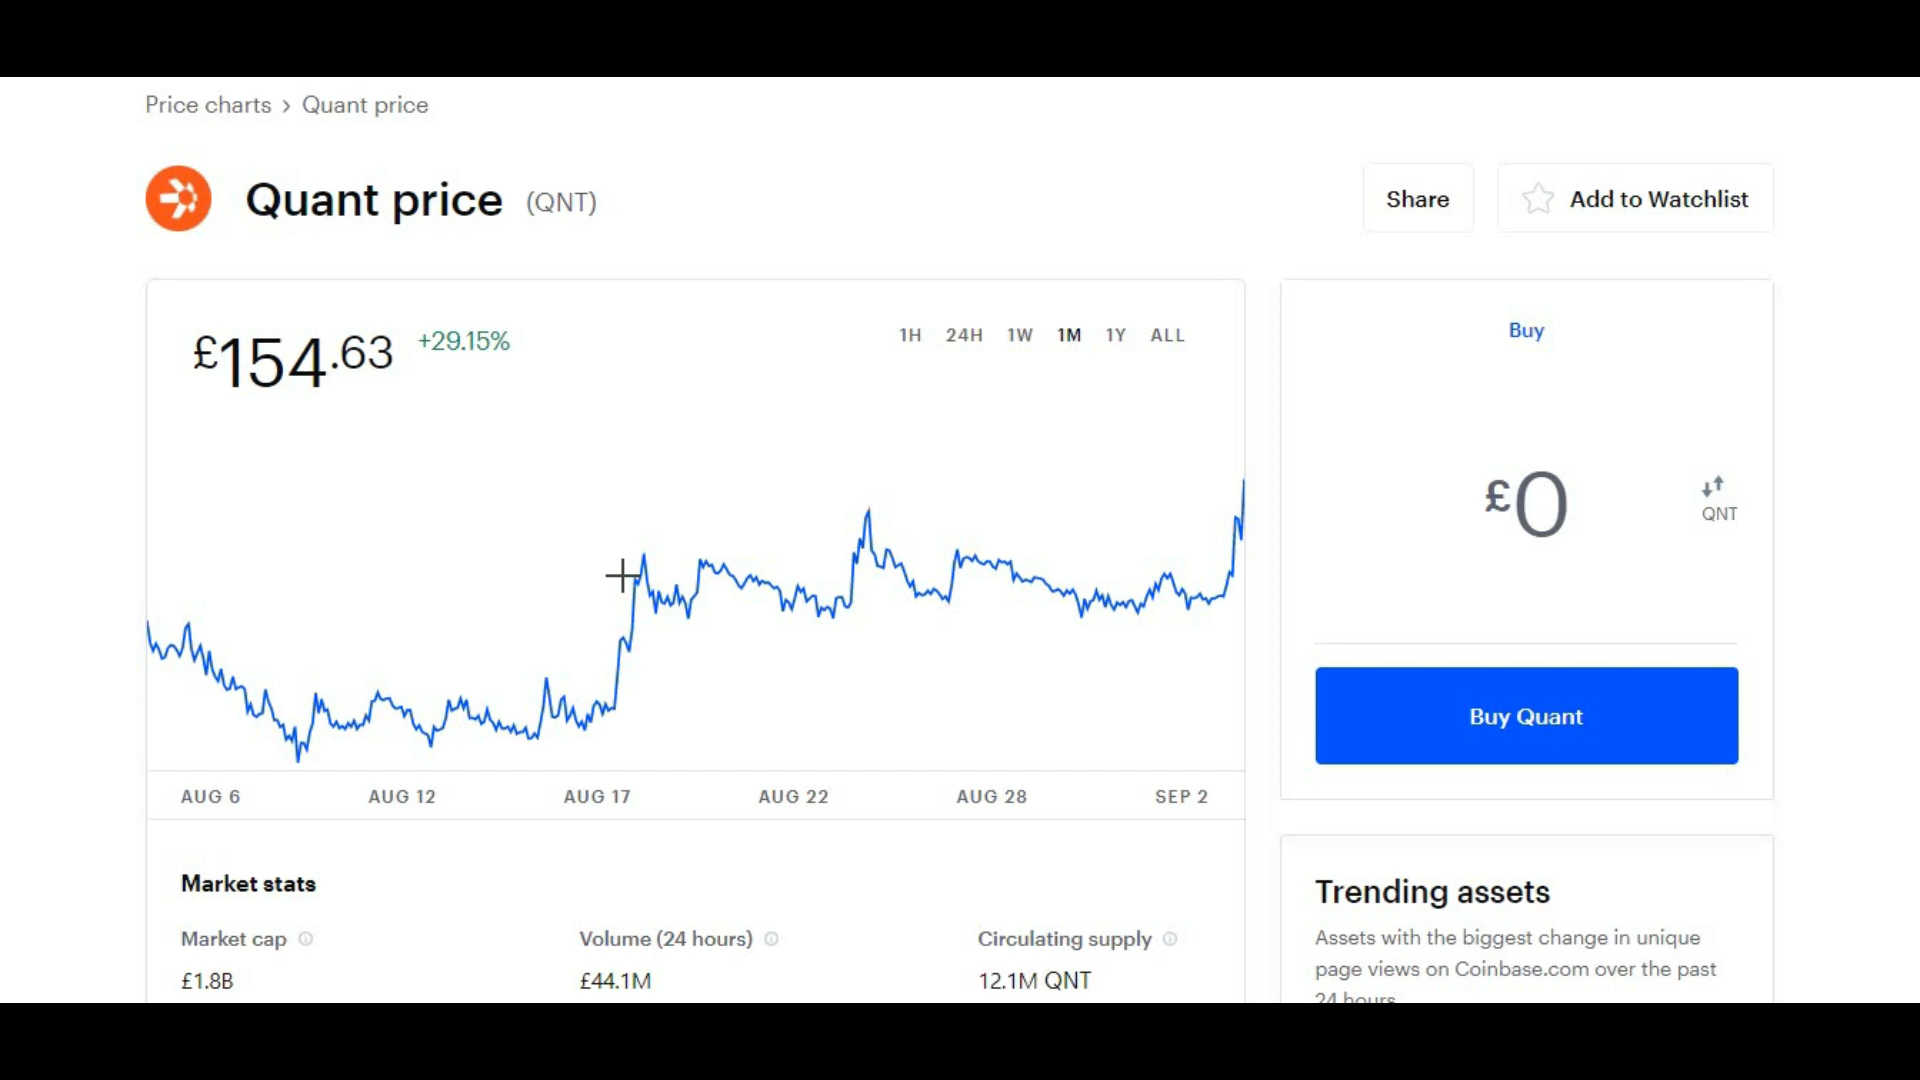 Price charts › Quant price
Quant price (QNT)
Share
Add to Watchlist
£154.63 +29.15%
1H 24H 1W 1M 1Y ALL
AUG 6 AUG 12 AUG 17 AUG 22 AUG 28 SEP 2
Market stats
Market cap
£1.8B
Volume (24 hours)
£44.1M
Circulating supply
12.1M QNT
Buy
£0
QNT
Buy Quant
Trending assets
Assets with the biggest change in unique
page views on Coinbase.com over the past
24 hours